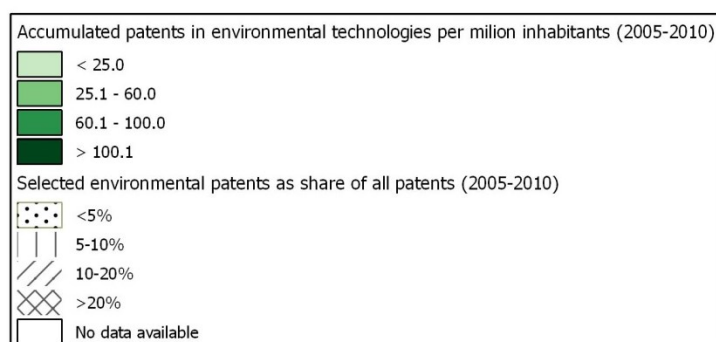 Accumulated patents in environmental technologies per milion inhabitants (2005-2010)
< 25.0
25.1 - 60.0
60.1 - 100.0
> 100.1
Selected environmental patents as share of all patents (2005-2010)
<5%
5-10%
10-20%
>20%
No data available